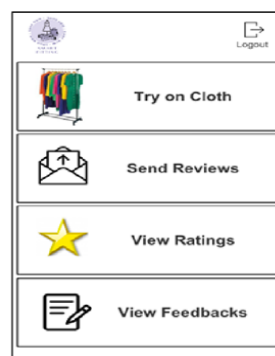 Logout
Try on Cloth
Send Reviews
View Ratings
View Feedbacks